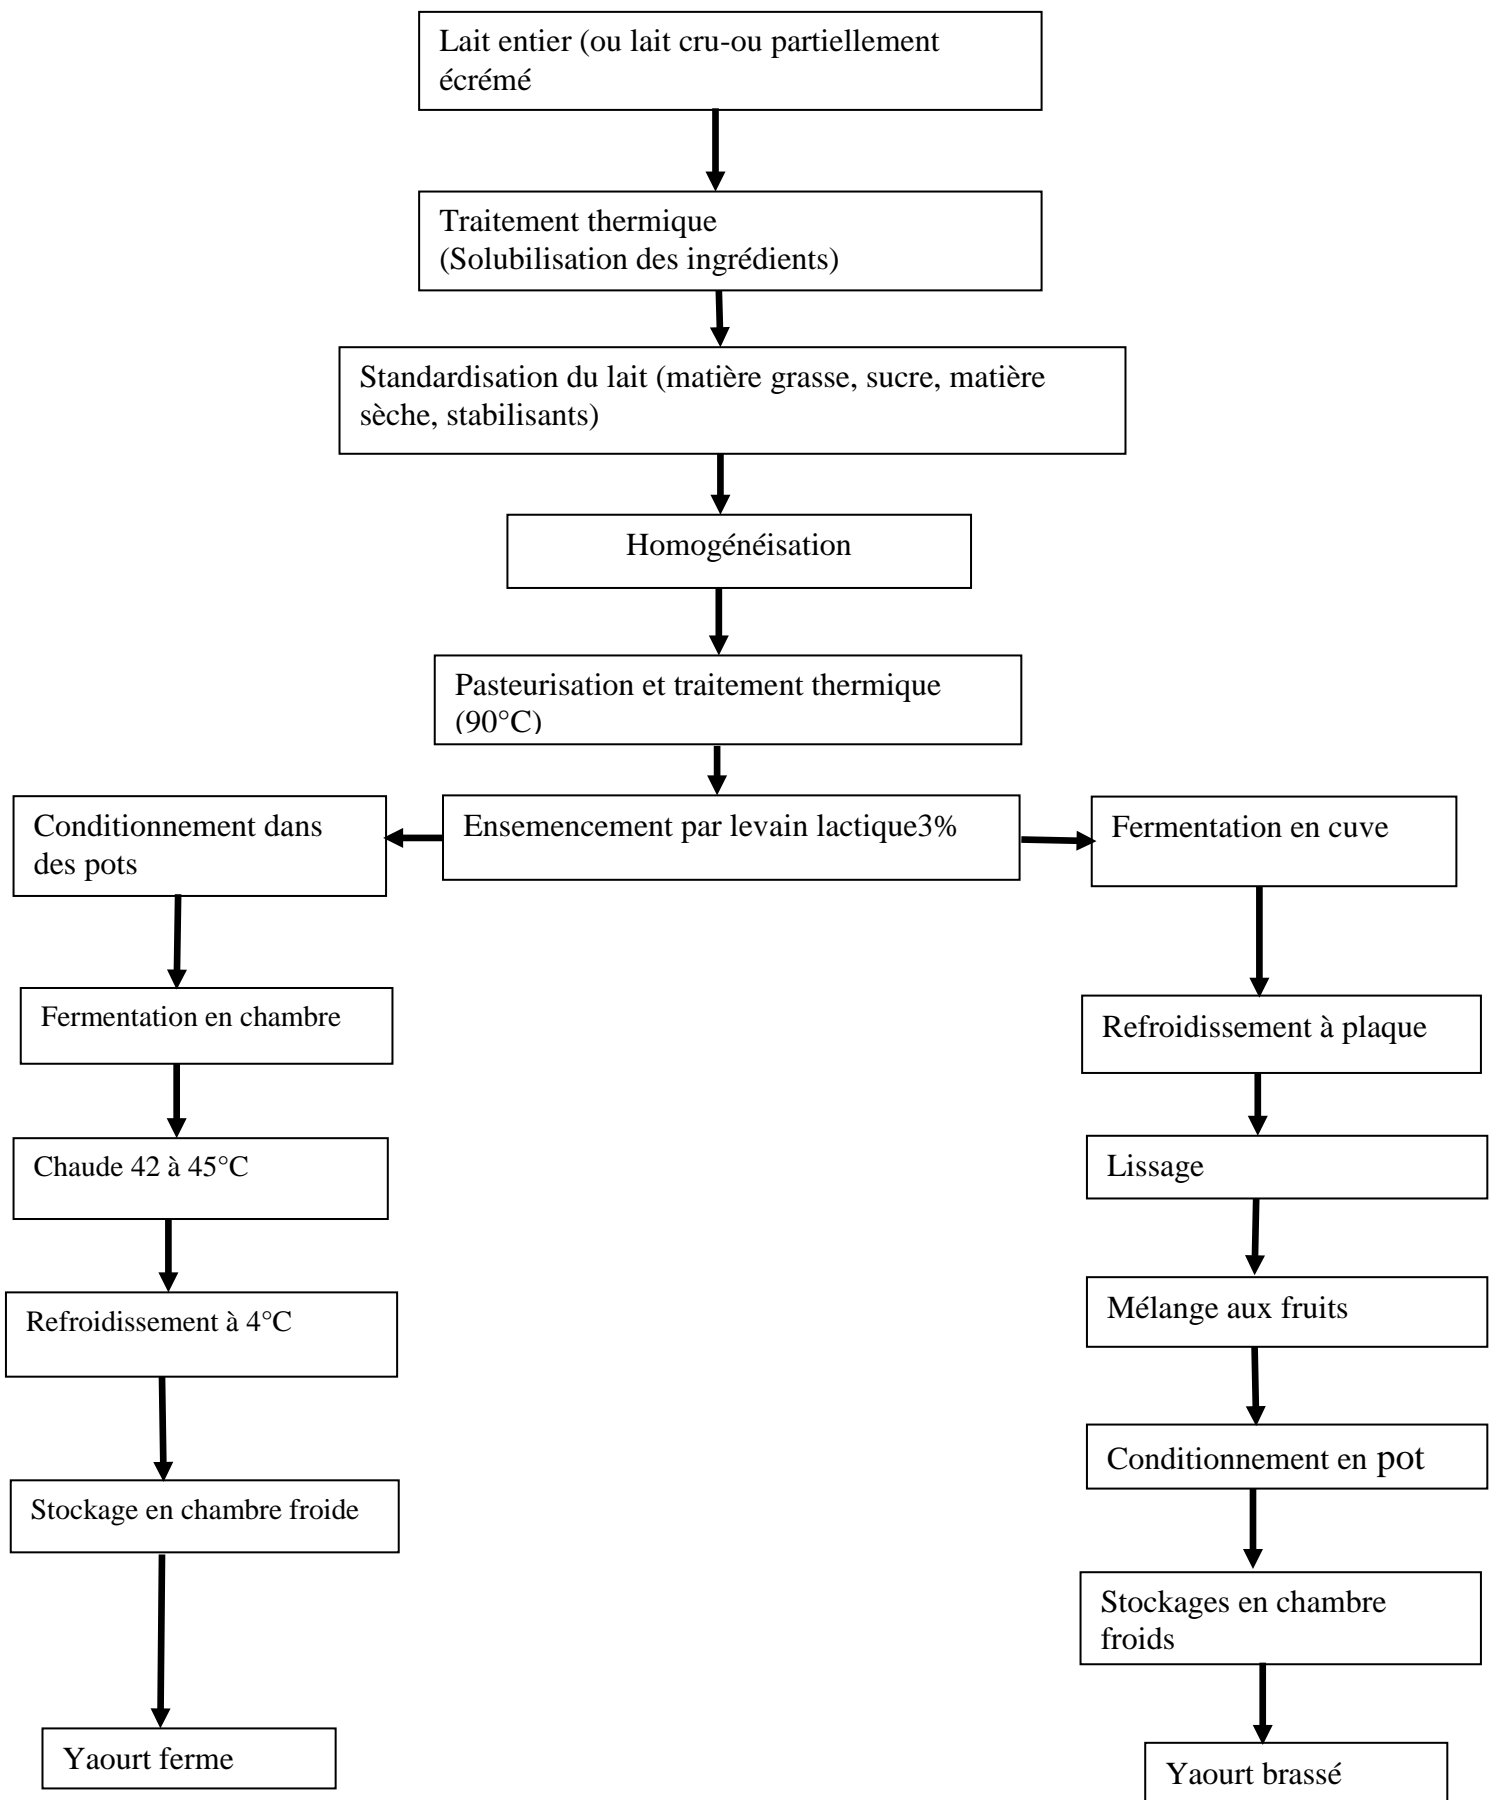 Lait entier (ou lait cru-ou partiellement
écrémé
Traitement thermique
(Solubilisation des ingrédients)
Standardisation du lait (matière grasse, sucre, matière
sèche, stabilisants)
Homogénéisation
Pasteurisation et traitement thermique
(90°C)
Ensemencement par levain lactique3%
Conditionnement dans
des pots
Fermentation en chambre
Chaude 42 à 45°C
Refroidissement à 4°C
Stockage en chambre froide
Yaourt ferme
Fermentation en cuve
Refroidissement à plaque
Lissage
Mélange aux fruits
Conditionnement en pot
Stockages en chambre
froids
Yaourt brassé